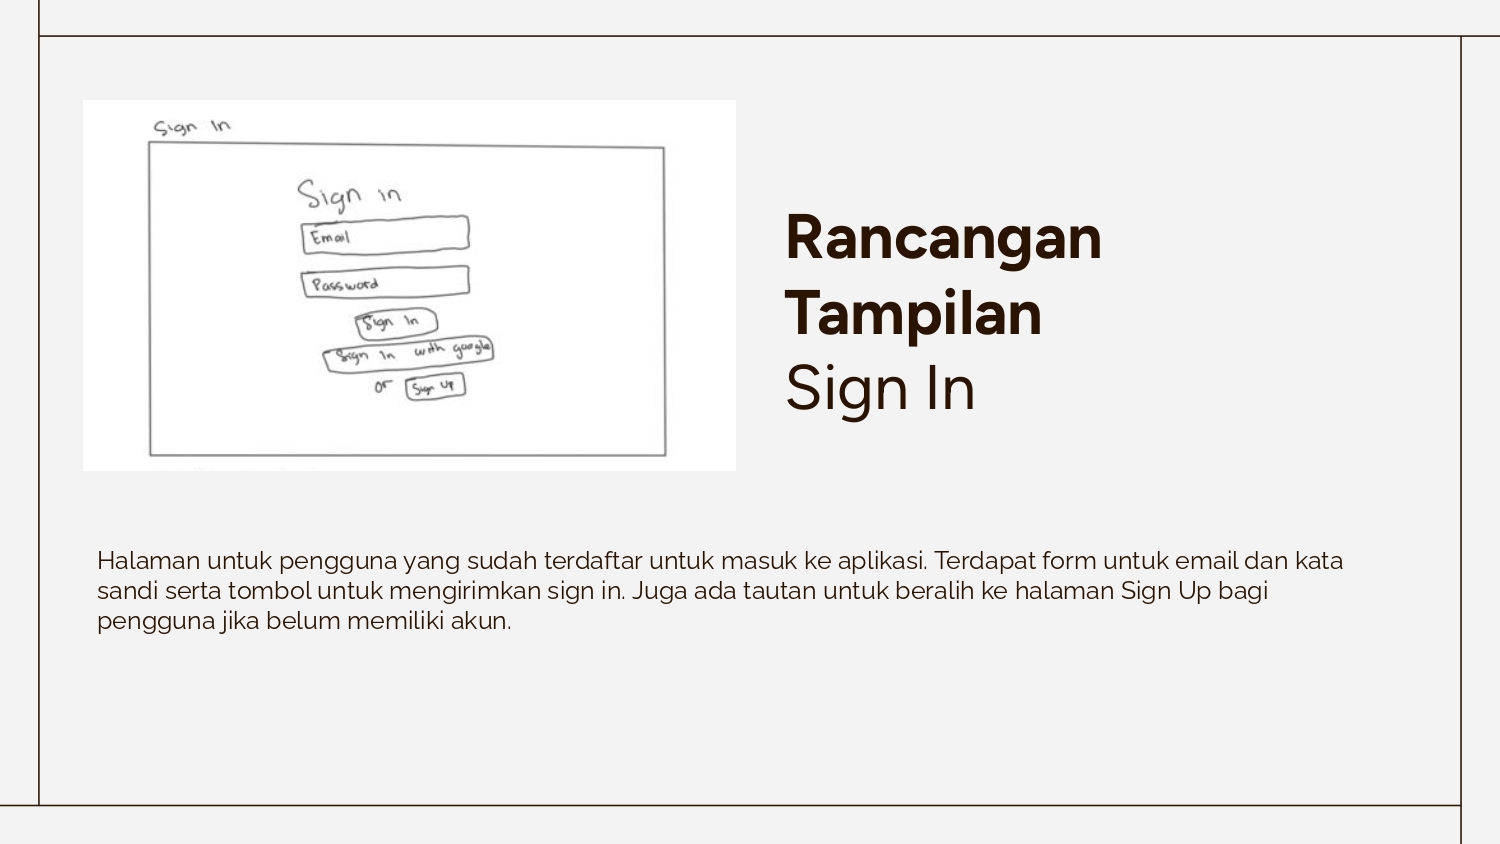 Sign In
Sign in
Email
Password
Sign In
Sign In with google
or Sign Up
Rancangan
Tampilan
Sign In
Halaman untuk pengguna yang sudah terdaftar untuk masuk ke aplikasi. Terdapat form untuk email dan kata
sandi serta tombol untuk mengirimkan sign in. Juga ada tautan untuk beralih ke halaman Sign Up bagi
pengguna jika belum memiliki akun.